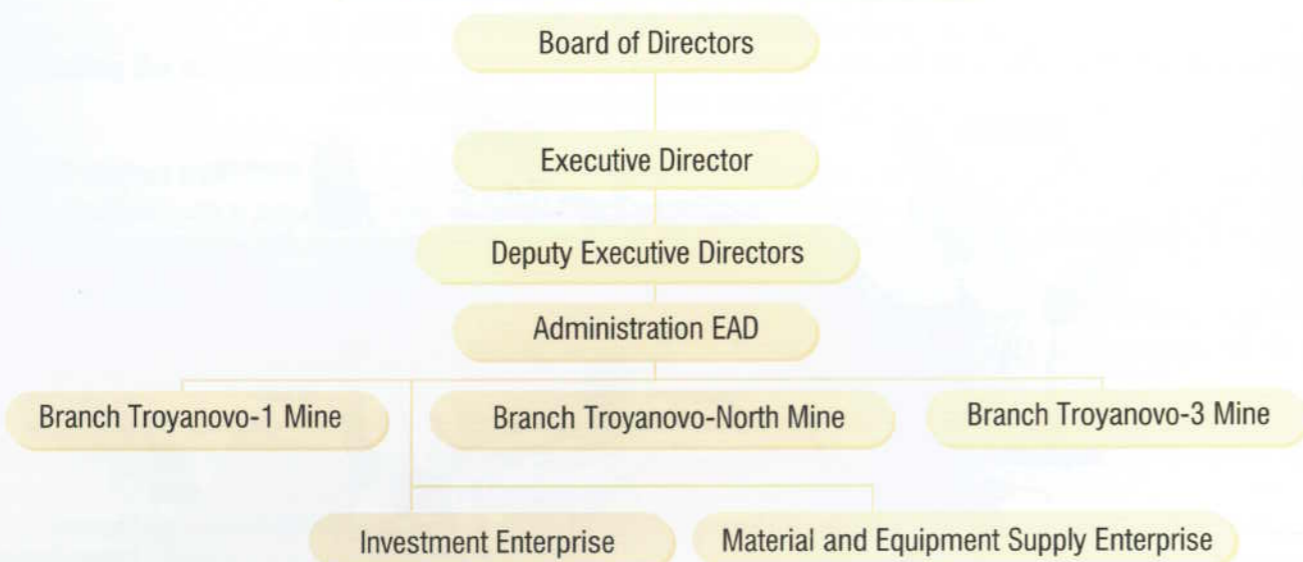 Board of Directors
Executive Director
Deputy Executive Directors
Administration EAD
Branch Troyanovo-1 Mine
Branch Troyanovo-North Mine
Branch Troyanovo-3 Mine
Investment Enterprise
Material and Equipment Supply Enterprise